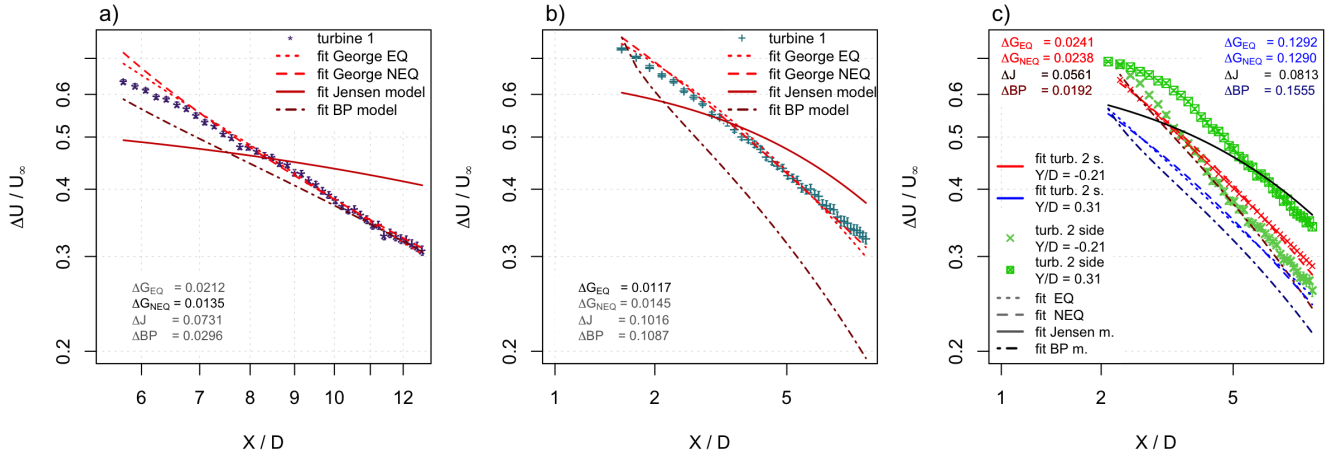 a)
turbine 1
fit George EQ
fit George NEQ
fit Jensen model
fit BP model
ΔG_EQ = 0.0212
ΔG_NEQ = 0.0135
ΔJ = 0.0731
ΔBP = 0.0296
ΔU / U_∞
0.6
0.5
0.4
0.3
0.2
6 7 8 9 10 12
X / D
b)
turbine 1
fit George EQ
fit George NEQ
fit Jensen model
fit BP model
ΔG_EQ = 0.0117
ΔG_NEQ = 0.0145
ΔJ = 0.1016
ΔBP = 0.1087
ΔU / U_∞
0.6
0.5
0.4
0.3
0.2
1 2 5
X / D
c)
ΔG_EQ = 0.0241
ΔG_NEQ = 0.0238
ΔJ = 0.0561
ΔBP = 0.0192
ΔG_EQ = 0.1292
ΔG_NEQ = 0.1290
ΔJ = 0.0813
ΔBP = 0.1555
fit turb. 2 s.
Y/D = -0.21
fit turb. 2 s.
Y/D = 0.31
turb. 2 side
Y/D = -0.21
turb. 2 side
Y/D = 0.31
fit EQ
fit NEQ
fit Jensen m.
fit BP m.
ΔU / U_∞
0.6
0.5
0.4
0.3
0.2
1 2 5
X / D